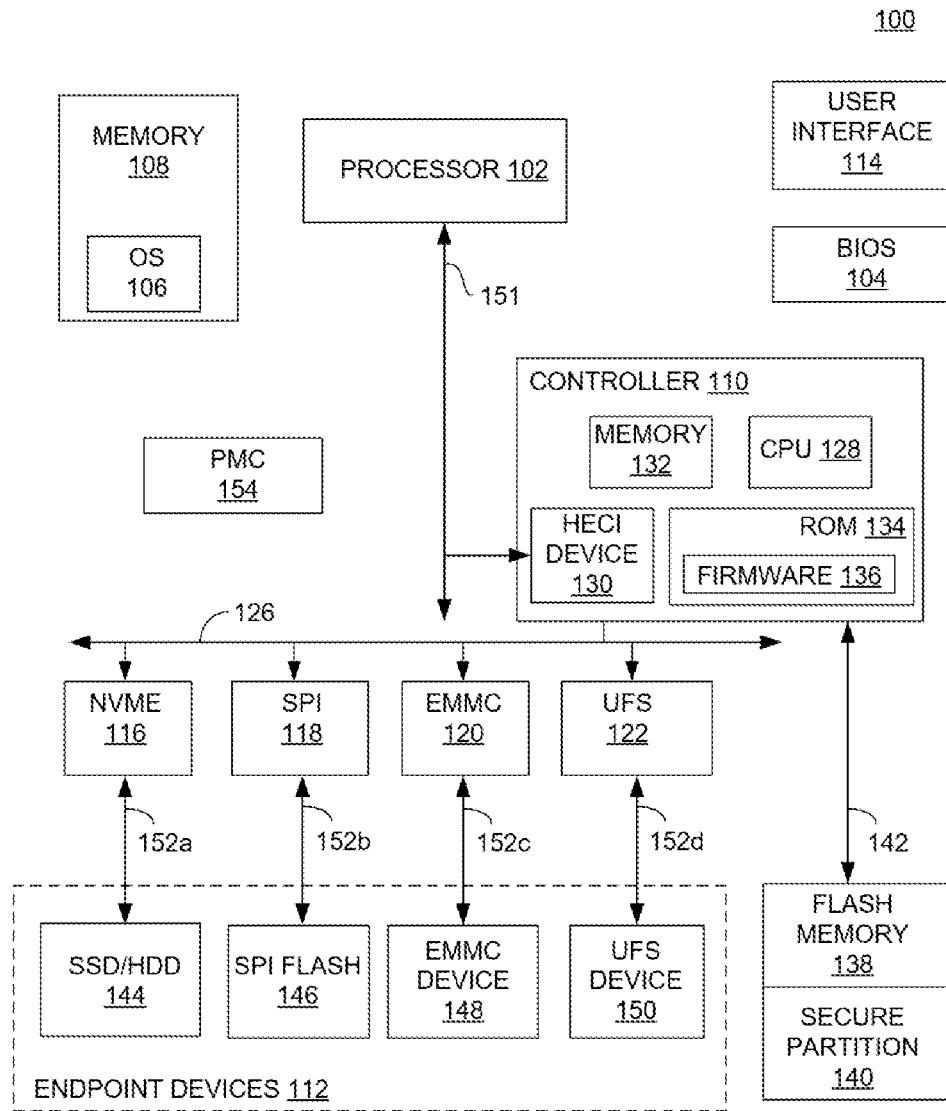 100
MEMORY
108
OS
106
PROCESSOR 102
USER
INTERFACE
114
BIOS
104
151
CONTROLLER 110
MEMORY
132
CPU 128
PMC
154
HECI
DEVICE
130
ROM 134
FIRMWARE 136
126
NVME
116
SPI
118
EMMC
120
UFS
122
152a
152b
152c
152d
142
SSD/HDD
144
SPI FLASH
146
EMMC
DEVICE
148
UFS
DEVICE
150
FLASH
MEMORY
138
SECURE
PARTITION
140
ENDPOINT DEVICES 112